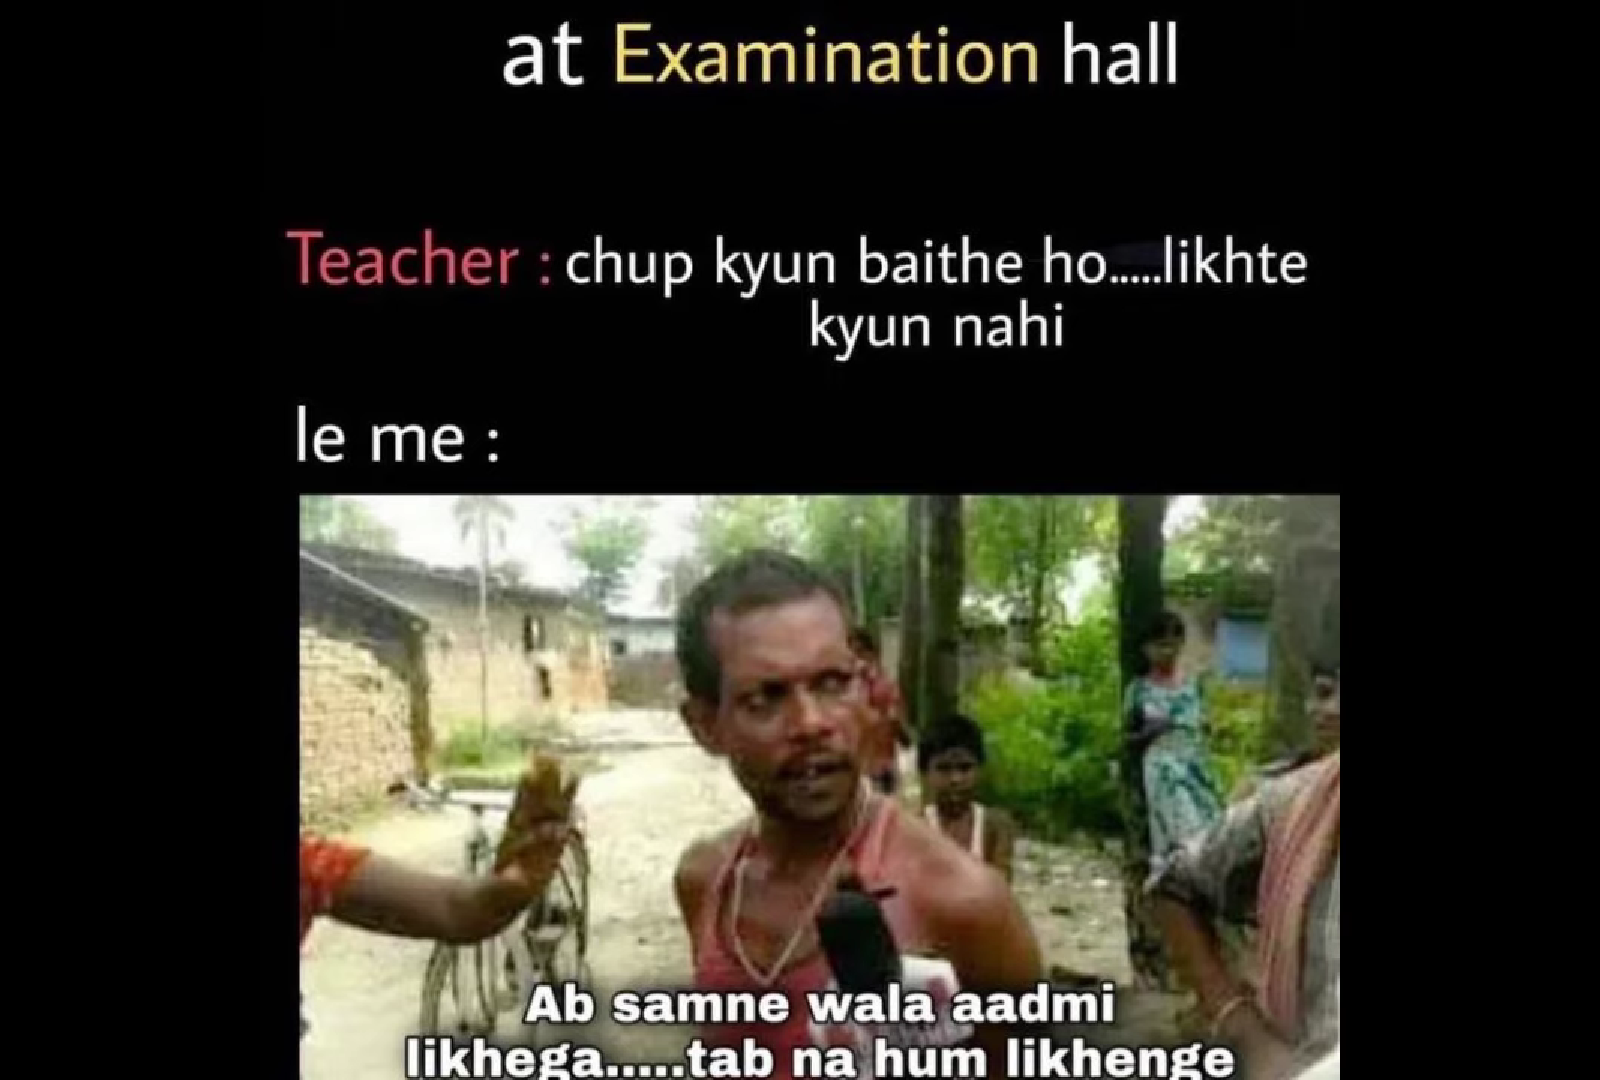 at Examination hall
Teacher : chup kyun baithe ho.....likhte
kyun nahi
le me :
Ab samne wala aadmi
likhega.....tab na hum likhenge